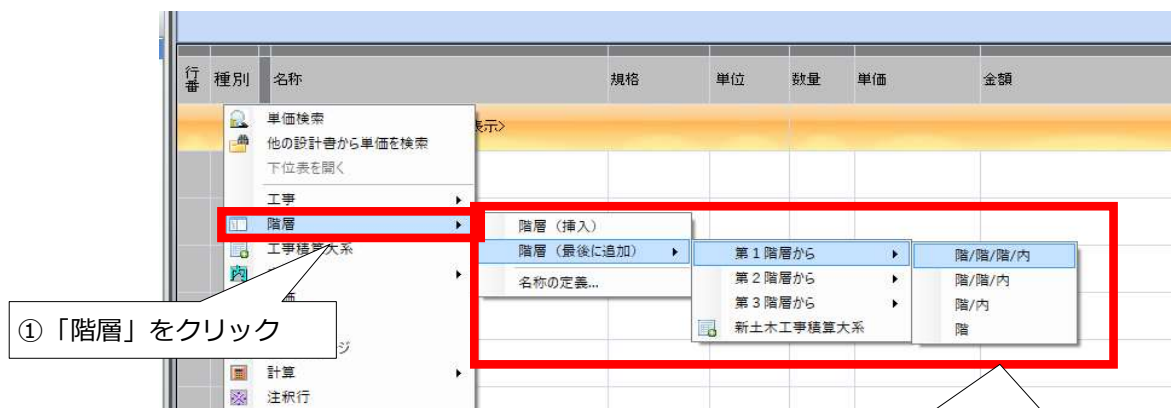 行番 種別 名称 規格 単位 数量 単価 金額
表示>
単価検索
他の設計書から単価を検索
下位表を開く
工事
階層
工事積算大系
計算
注釈行
階層（挿入）
階層（最後に追加）
名称の定義...
第１階層から
第２階層から
第３階層から
新土木工事積算大系
階/階/階/内
階/階/内
階/内
階
①「階層」をクリック